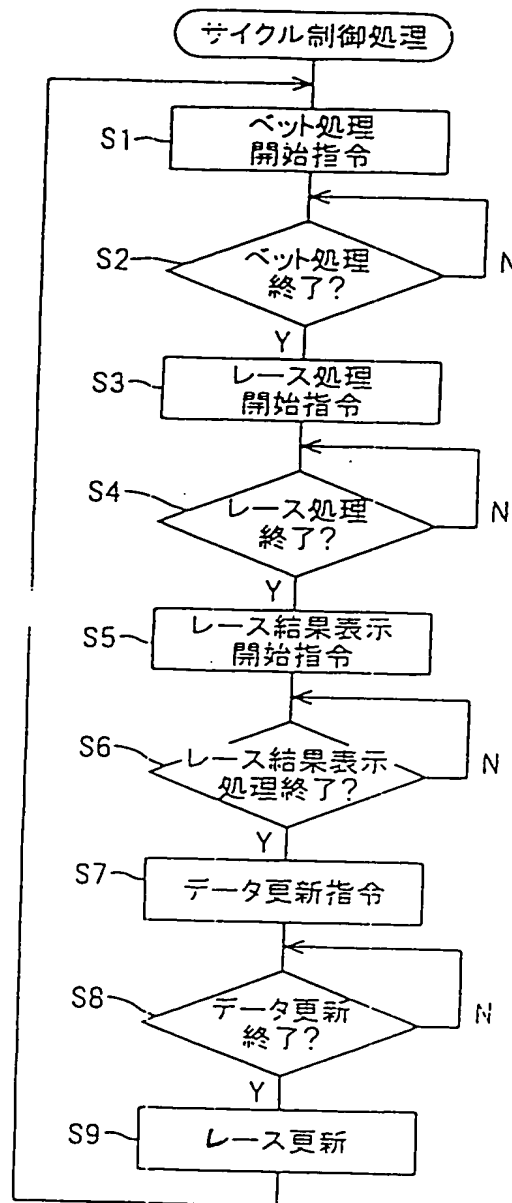 サイクル制御処理
S1
ベット処理
開始指令
S2
ベット処理
終了?
N
Y
S3
レース処理
開始指令
S4
レース処理
終了?
N
Y
S5
レース結果表示
開始指令
S6
レース結果表示
処理終了?
N
Y
S7
データ更新指令
S8
データ更新
終了?
N
Y
S9
レース更新